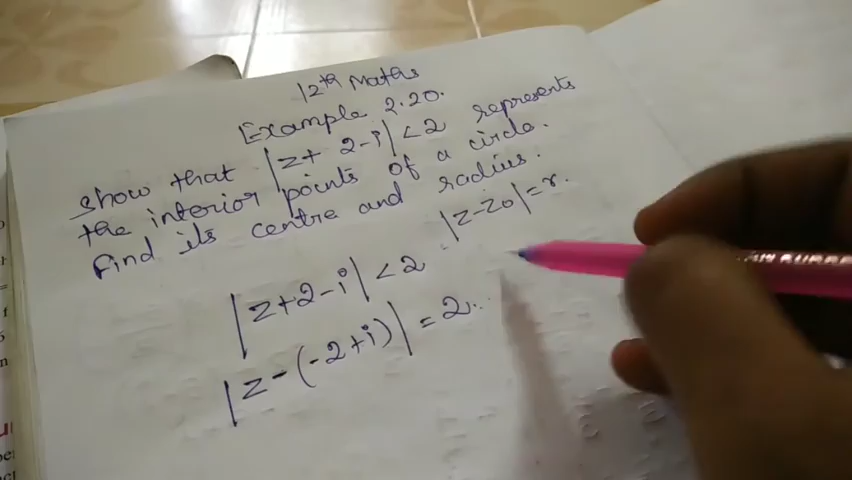 12th Maths
Example 2.20.
Show that |z+ 2-i| <2 represents
the interior points of a circle.
Find its centre and radius.
|z-z0|=r.
|z+2-i| <2
|z-(-2+i)| = 2.